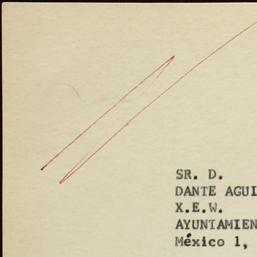 SR. D.
DANTE AGUI
X.E.W.
AYUNTAMIEN
México 1,